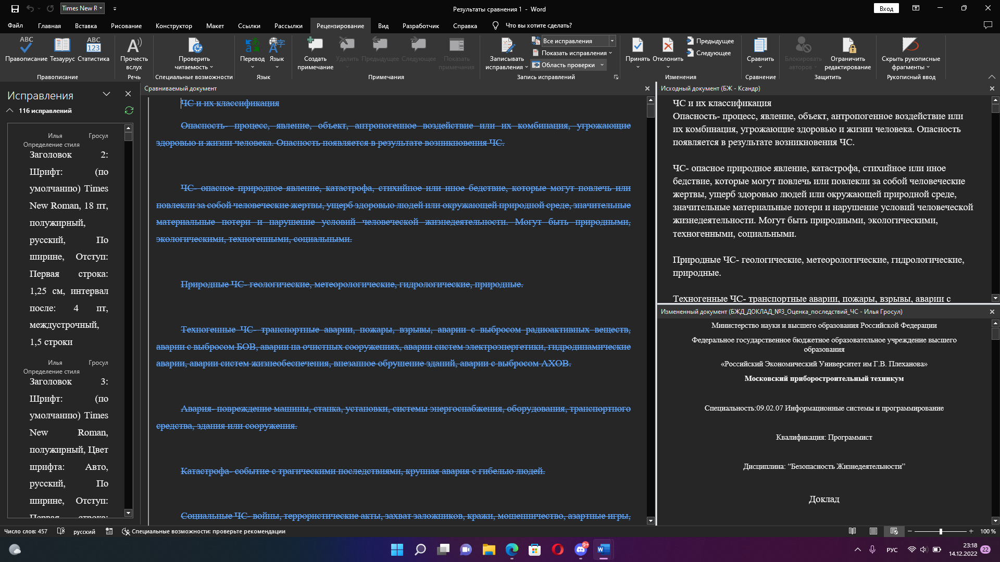 Times New R
Результаты сравнения 1 - Word
Вход
Файл Главная Вставка Рисование Конструктор Макет Ссылки Рассылки Рецензирование Вид Разработчик Справка Что вы хотите сделать?
ABC
Правописание
Тезаурус
ABC
123
Статистика
Правописание
Прочесть
вслух
Речь
Проверить
читаемость
Специальные возможности
Перевод
Язык
Язык
Создать
примечание
Удалить
Предыдущее
Следующее
Показать
примечания
Примечания
Записывать
исправления
Все исправления
Показать исправления
Область проверки
Запись исправлений
Принять
Отклонить
Предыдущее
Следующее
Изменения
Сравнить
Сравнение
Блокировать
авторов
Ограничить
редактирование
Защитить
Скрыть рукописные
фрагменты
Рукописный ввод
Исправления
116 исправлений
Илья Гросул
Определение стиля
Заголовок 2:
Шрифт: (по
умолчанию) Times
New Roman, 18 пт,
полужирный,
русский, По
ширине, Отступ:
Первая строка:
1,25 см, интервал
после: 4 пт,
междустрочный,
1,5 строки
Илья Гросул
Определение стиля
Заголовок 3:
Шрифт: (по
умолчанию) Times
New Roman,
полужирный, Цвет
шрифта: Авто,
русский, По
ширине, Отступ:
Первая строка:
Сравниваемый документ
ЧС и их классификация
Опасность- процесс, явление, объект, антропогенное воздействие или их комбинация, угрожающие
здоровью и жизни человека. Опасность появляется в результате возникновения ЧС.
ЧС- опасное природное явление, катастрофа, стихийное или иное бедствие, которые могут повлечь или
повлекли за собой человеческие жертвы, ущерб здоровью людей или окружающей природной среде, значительные
материальные потери и нарушение условий человеческой жизнедеятельности. Могут быть природными,
экологическими, техногенными, социальными.
Природные ЧС- геологические, метеорологические, гидрологические, природные.
Техногенные ЧС- транспортные аварии, пожары, взрывы, аварии с выбросом радиоактивных веществ,
аварии с выбросом БОВ, аварии на очистных сооружениях, аварии систем электроэнергетики, гидродинамические
аварии, аварии систем жизнеобеспечения, внезапное обрушение зданий, аварии с выбросом АХОВ.
Авария- повреждение машины, станка, установки, системы энергоснабжения, оборудования, транспортного
средства, здания или сооружения.
Катастрофа- событие с трагическими последствиями, крупная авария с гибелью людей.
Социальные ЧС- войны, террористические акты, захват заложников, кражи, мошенничество, азартные игры,
Исходный документ (БЖ - Ксандр)
ЧС и их классификация
Опасность- процесс, явление, объект, антропогенное воздействие или
их комбинация, угрожающие здоровью и жизни человека. Опасность
появляется в результате возникновения ЧС.
ЧС- опасное природное явление, катастрофа, стихийное или иное
бедствие, которые могут повлечь или повлекли за собой человеческие
жертвы, ущерб здоровью людей или окружающей природной среде,
значительные материальные потери и нарушение условий человеческой
жизнедеятельности. Могут быть природными, экологическими,
техногенными, социальными.
Природные ЧС- геологические, метеорологические, гидрологические,
природные.
Техногенные ЧС- транспортные аварии, пожары, взрывы, аварии с
Измененный документ (БЖД_ДОКЛАД_№3_Оценка_последствий_ЧС - Илья Гросул)
Министерство науки и высшего образования Российской Федерации
Федеральное государственное бюджетное образовательное учреждение высшего
образования
«Российский Экономический Университет им Г.В. Плеханова»
Московский приборостроительный техникум
Специальность:09.02.07 Информационные системы и программирование
Квалификация: Программист
Дисциплина: “Безопасность Жизнедеятельности”
Доклад
Число слов: 457 русский Специальные возможности: проверьте рекомендации
100 %
9+
РУС
23:18
14.12.2022
22